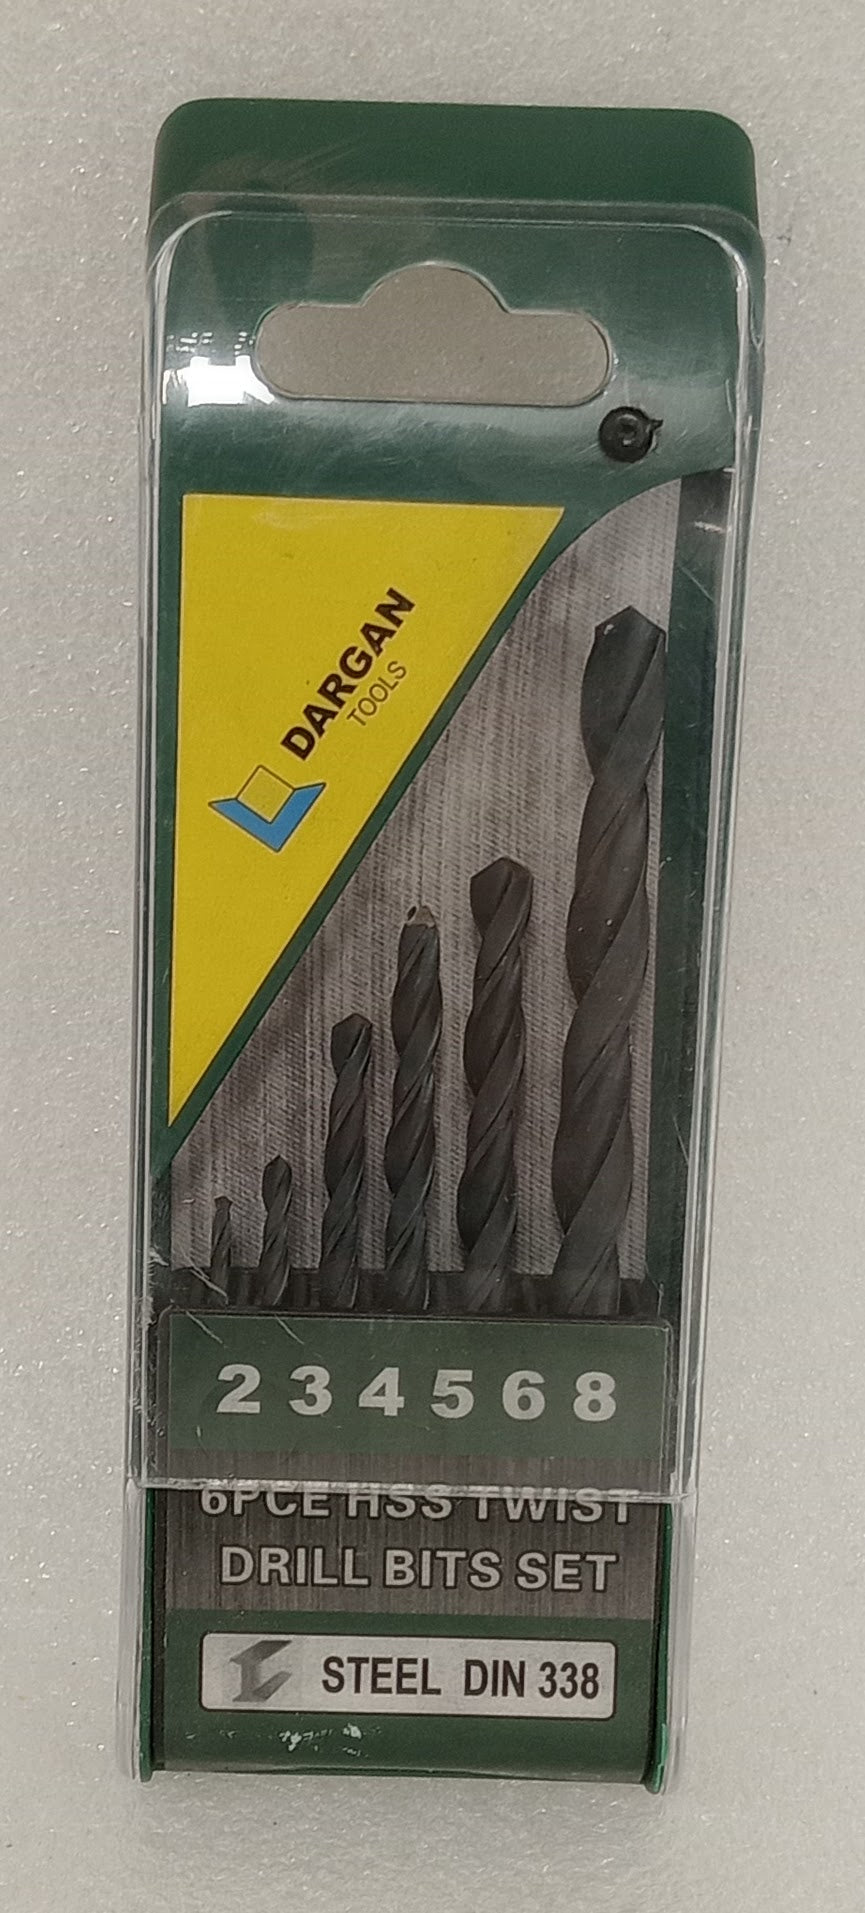 DARGAN
TOOLS
2 3 4 5 6 8
6PCE HSS TWIST
DRILL BITS SET
STEEL DIN 338